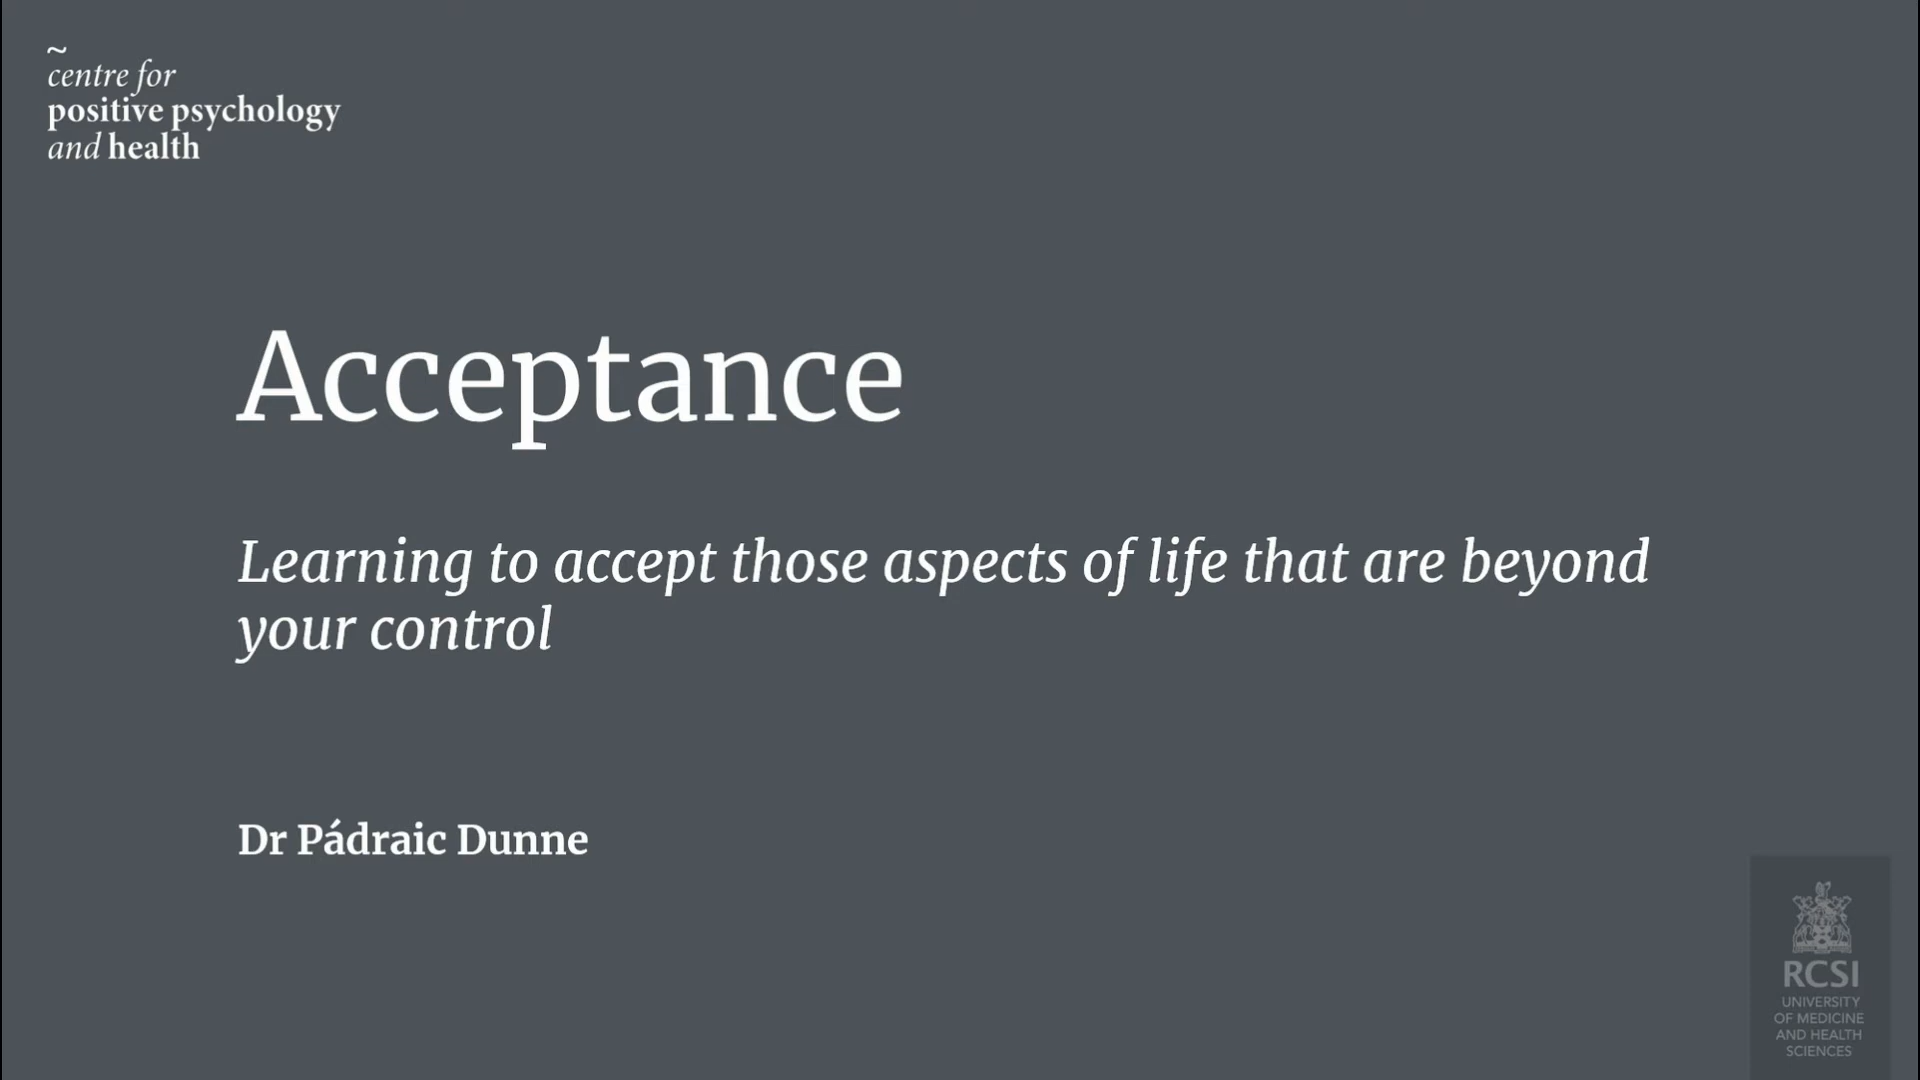 ~
centre for
positive psychology
and health
Acceptance
Learning to accept those aspects of life that are beyond
your control
Dr Pádraic Dunne
RCSI
UNIVERSITY
OF MEDICINE
AND HEALTH
SCIENCES